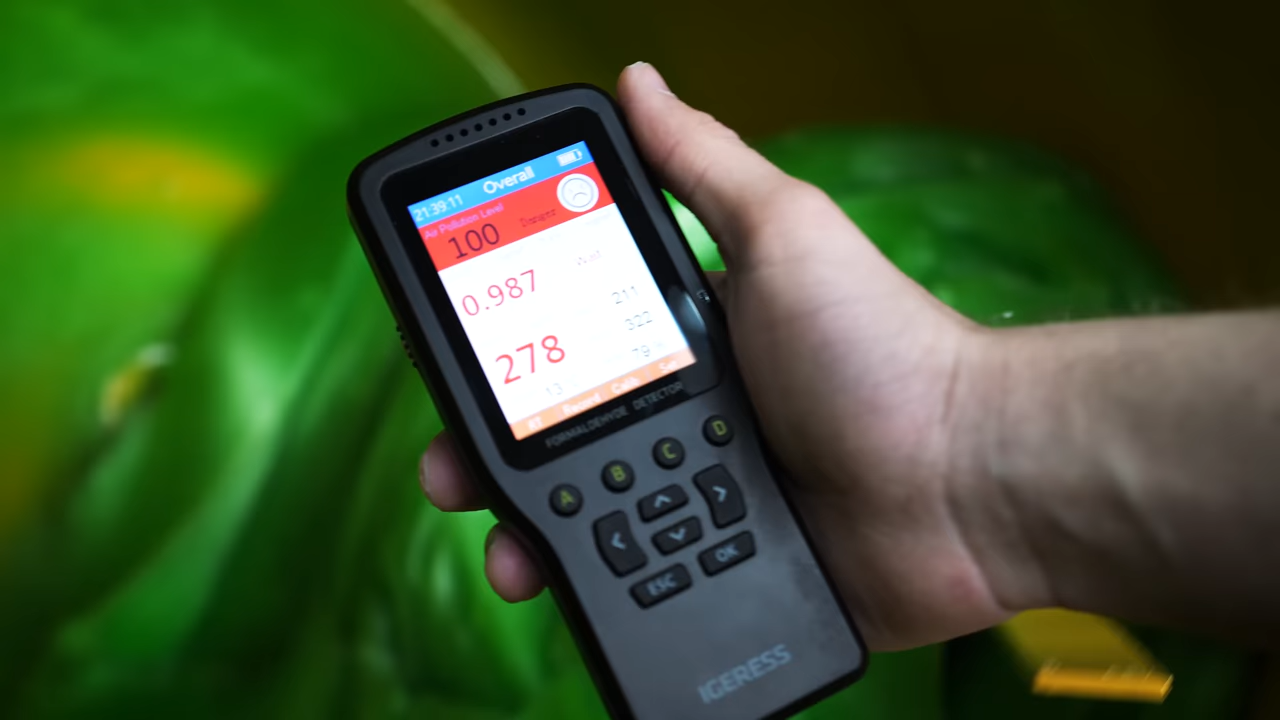 21:39:11 Overall
Air Pollution Level
100 Danger
0.987
211
278
322
79
13
Set
FORMALDEHYDE DETECTOR
A B C D
ESC OK
IGERESS